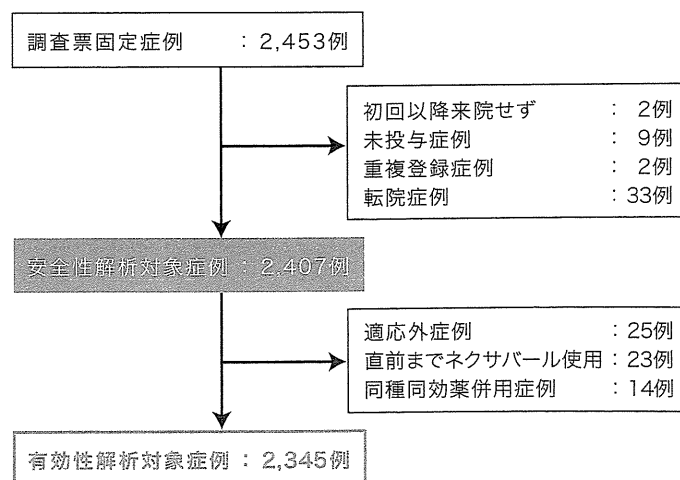 調査票固定症例 : 2,453例
初回以降来院せず : 2例
未投与症例 : 9例
重複登録症例 : 2例
転院症例 : 33例
安全性解析対象症例 : 2,407例
適応外症例 : 25例
直前までネクサバール使用 : 23例
同種同効薬併用症例 : 14例
有効性解析対象症例 : 2,345例